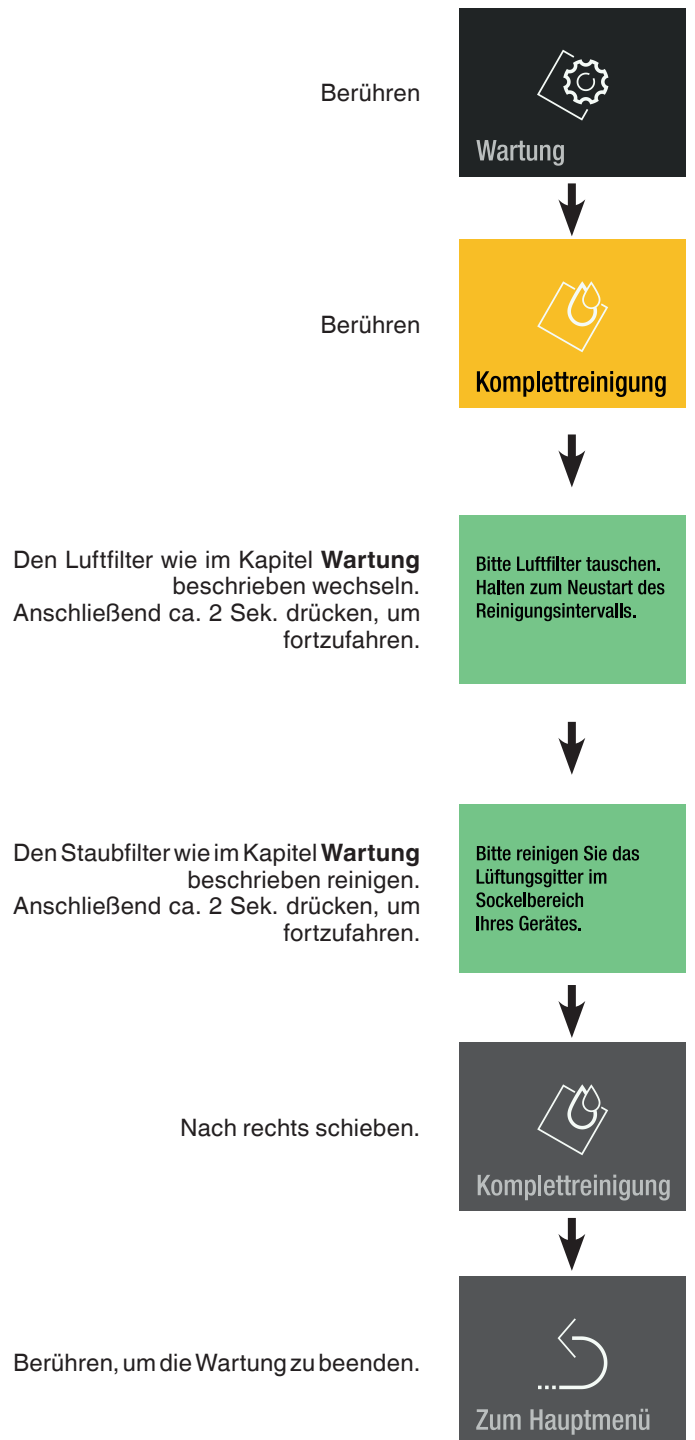 Berühren
Wartung
Berühren
Komplettreinigung
Den Luftfilter wie im Kapitel Wartung
beschrieben wechseln.
Anschließend ca. 2 Sek. drücken, um
fortzufahren.
Bitte Luftfilter tauschen.
Halten zum Neustart des
Reinigungsintervalls.
Den Staubfilter wie im Kapitel Wartung
beschrieben reinigen.
Anschließend ca. 2 Sek. drücken, um
fortzufahren.
Bitte reinigen Sie das
Lüftungsgitter im
Sockelbereich
Ihres Gerätes.
Nach rechts schieben.
Komplettreinigung
Berühren, um die Wartung zu beenden.
Zum Hauptmenü